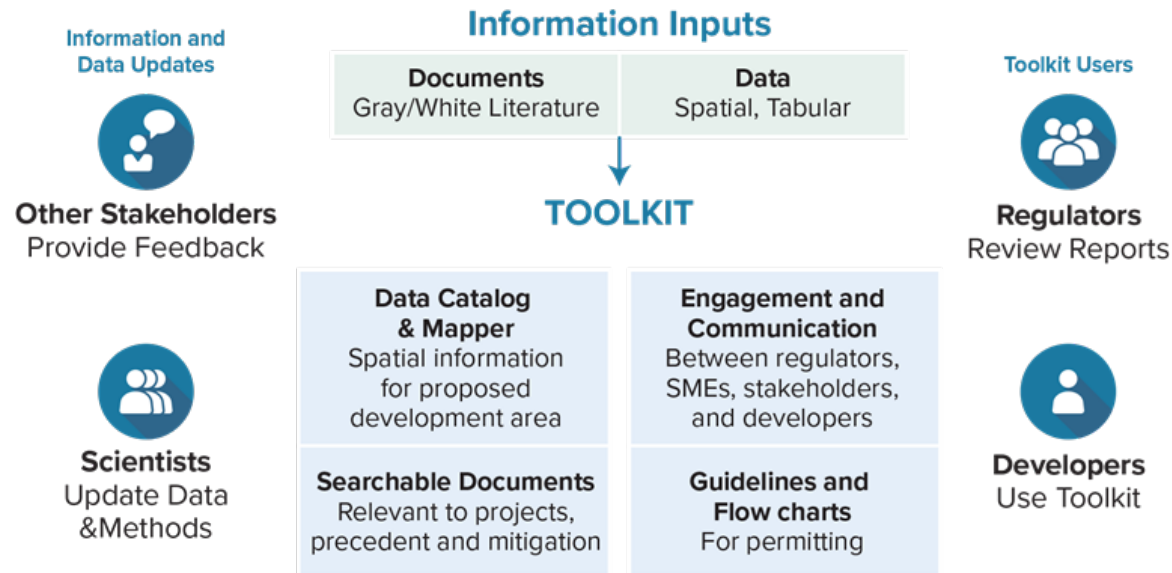 Information Inputs
Information and
Data Updates
Other Stakeholders
Provide Feedback
Scientists
Update Data
&Methods
Documents
Gray/White Literature
Data
Spatial, Tabular
TOOLKIT
Data Catalog
& Mapper
Spatial information
for proposed
development area
Engagement and
Communication
Between regulators,
SMEs, stakeholders,
and developers
Searchable Documents
Relevant to projects,
precedent and mitigation
Guidelines and
Flow charts
For permitting
Toolkit Users
Regulators
Review Reports
Developers
Use Toolkit